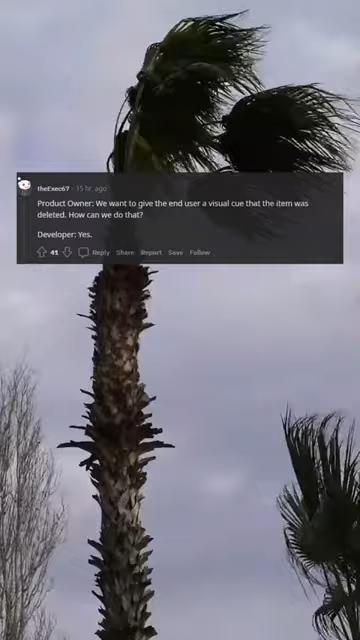 theExec67 · 15 hr. ago
Product Owner: We want to give the end user a visual cue that the item was
deleted. How can we do that?
Developer: Yes.
41 Reply Share Report Save Follow